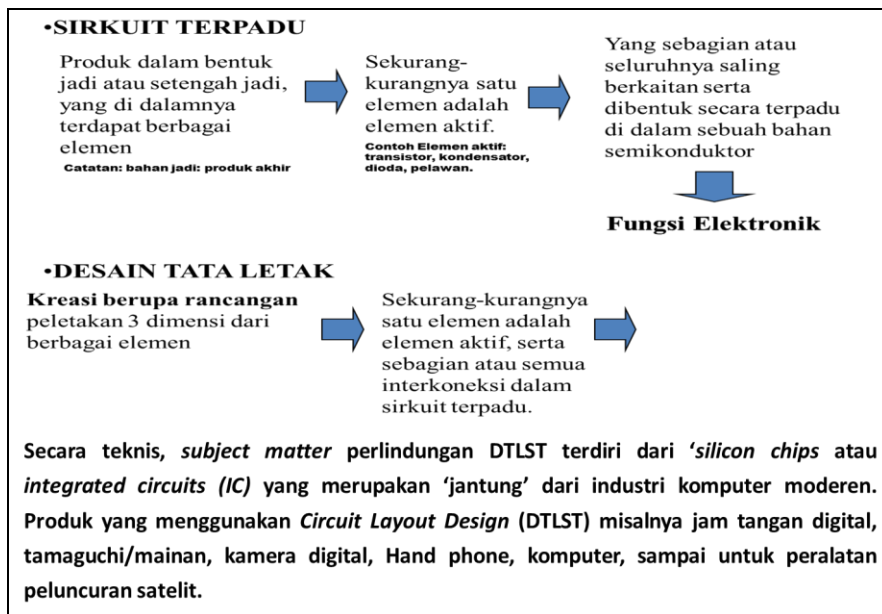 •SIRKUIT TERPADU
Produk dalam bentuk
jadi atau setengah jadi,
yang di dalamnya
terdapat berbagai
elemen
Catatan: bahan jadi: produk akhir
Sekurang-
kurangnya satu
elemen adalah
elemen aktif.
Contoh Elemen aktif:
transistor, kondensator,
dioda, pelawan.
Yang sebagian atau
seluruhnya saling
berkaitan serta
dibentuk secara terpadu
di dalam sebuah bahan
semikonduktor
Fungsi Elektronik
•DESAIN TATA LETAK
Kreasi berupa rancangan
peletakan 3 dimensi dari
berbagai elemen
Sekurang-kurangnya
satu elemen adalah
elemen aktif, serta
sebagian atau semua
interkoneksi dalam
sirkuit terpadu.
Secara teknis, subject matter perlindungan DTLST terdiri dari ‘silicon chips atau
integrated circuits (IC) yang merupakan ‘jantung’ dari industri komputer moderen.
Produk yang menggunakan Circuit Layout Design (DTLST) misalnya jam tangan digital,
tamaguchi/mainan, kamera digital, Hand phone, komputer, sampai untuk peralatan
peluncuran satelit.